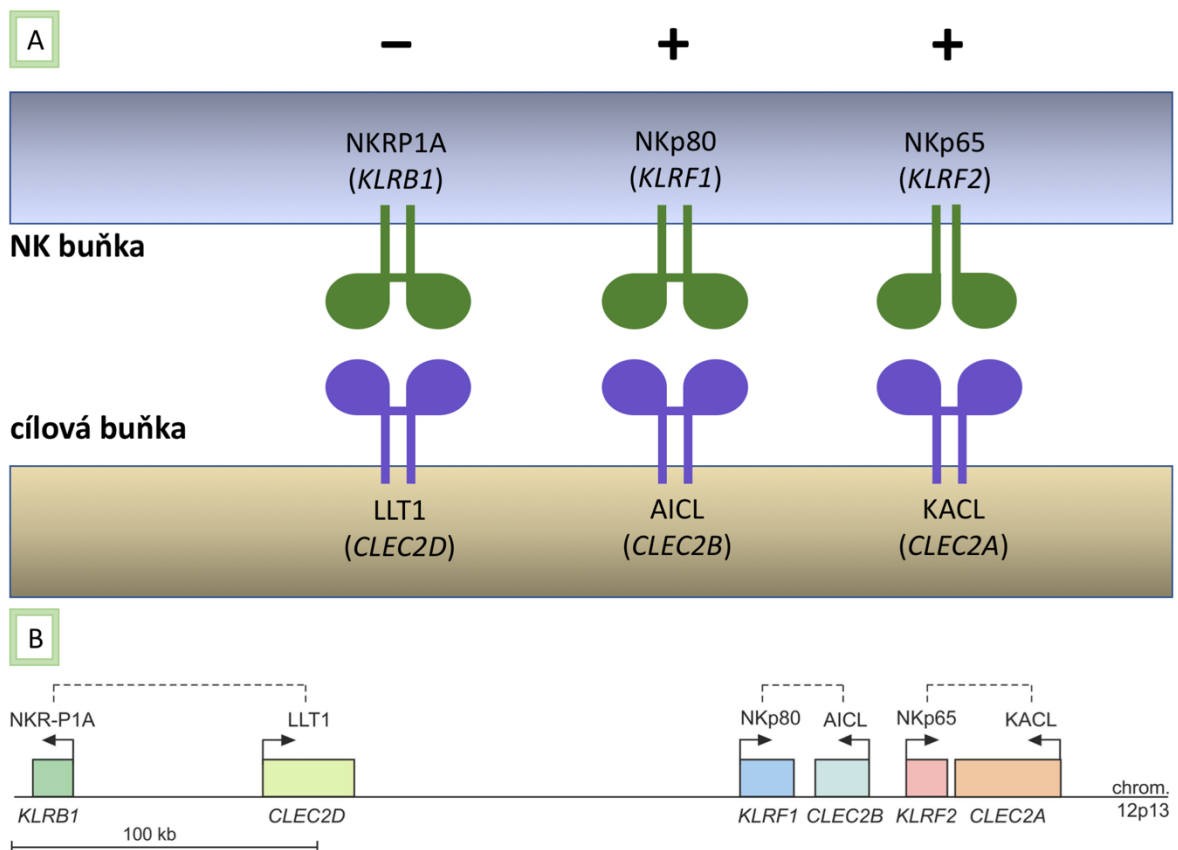 A
− + +
NKRP1A NKp80 NKp65
(KLRB1) (KLRF1) (KLRF2)
NK buňka
cílová buňka
LLT1 AICL KACL
(CLEC2D) (CLEC2B) (CLEC2A)
B
NKR-P1A LLT1 NKp80 AICL NKp65 KACL
chrom.
12p13
KLRB1 CLEC2D KLRF1 CLEC2B KLRF2 CLEC2A
100 kb